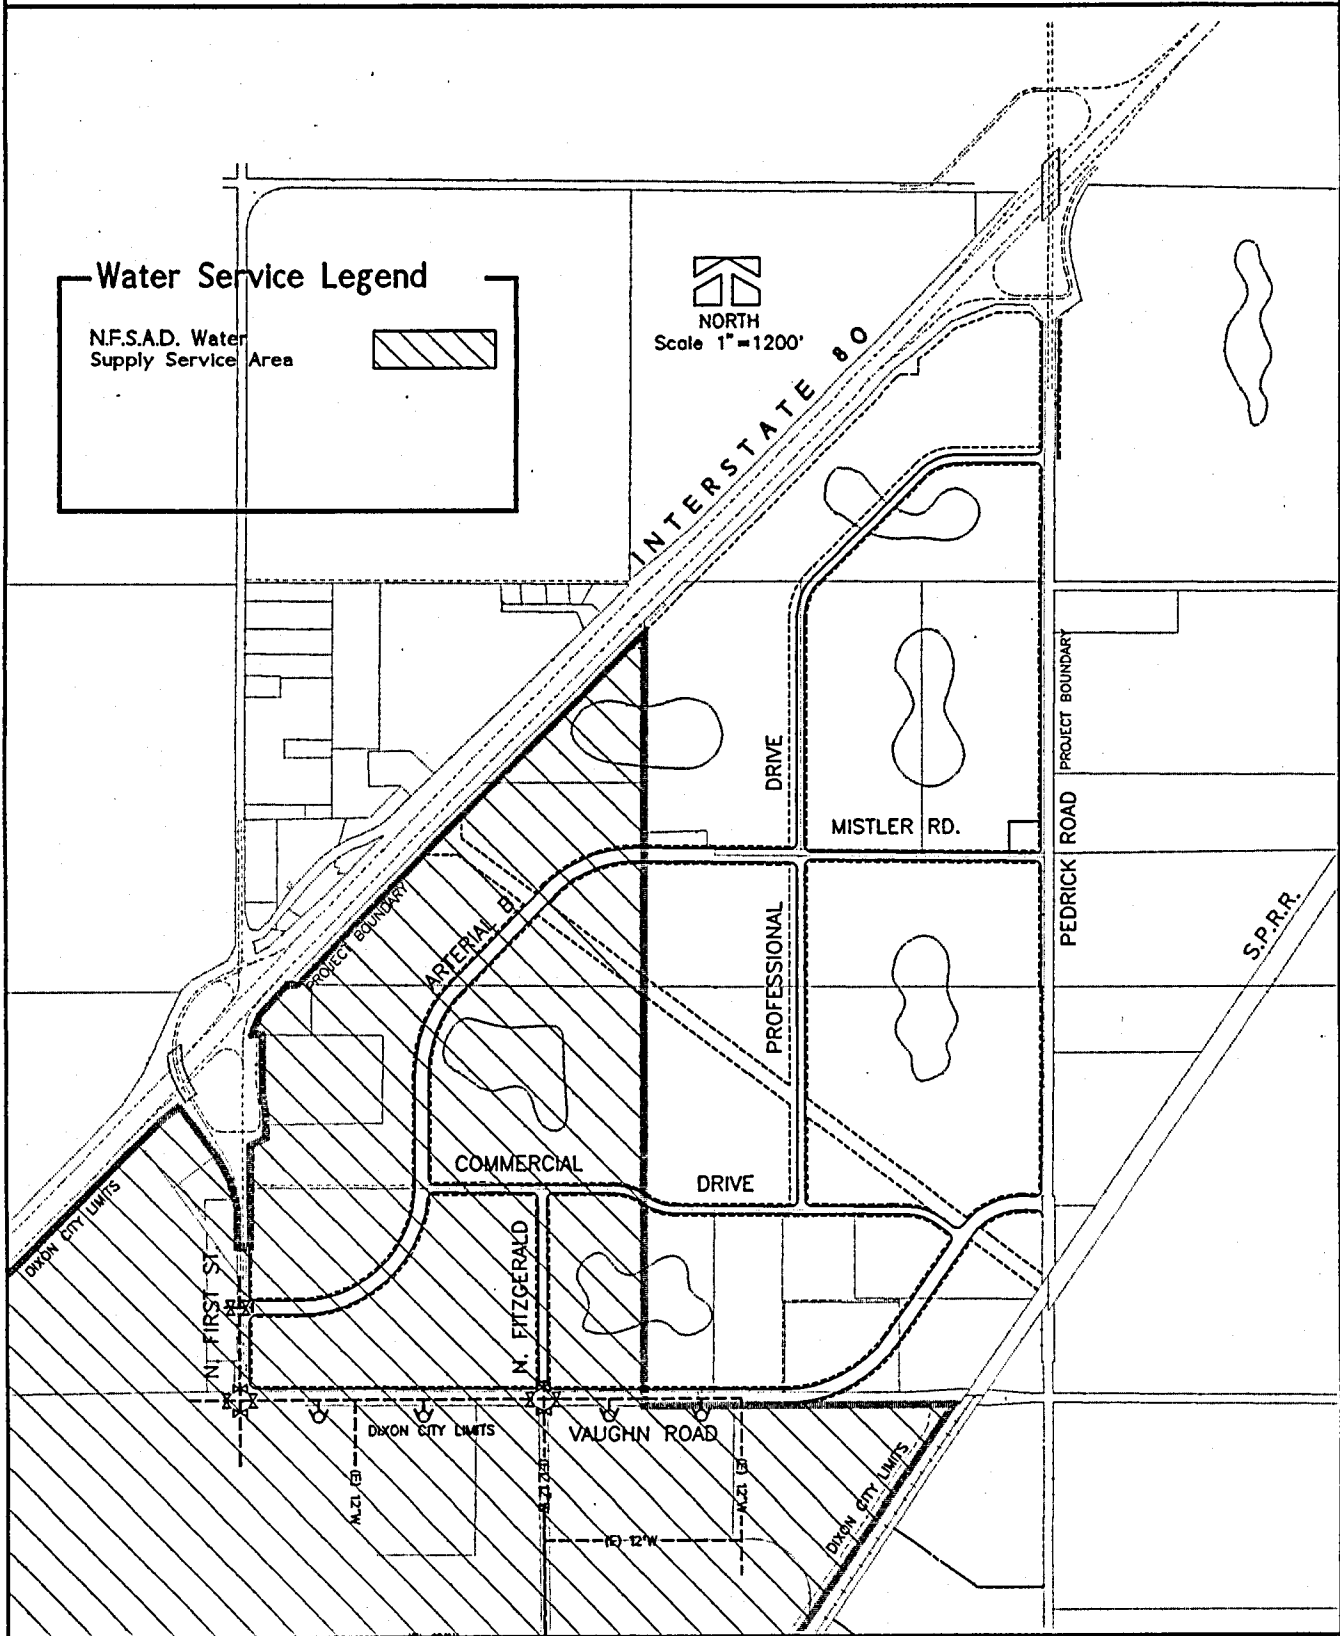 Water Service Legend
N.F.S.A.D. Water
Supply Service Area
NORTH
Scale 1"=1200'
INTERSTATE 80
DRIVE
MISTLER RD.
PROJECT BOUNDARY
PEDRICK ROAD
PROJECT BOUNDARY
ARTERIAL B
PROFESSIONAL
S.P.R.R.
COMMERCIAL
DRIVE
DIXON CITY LIMITS
N. FIRST ST.
N. FITZGERALD
DIXON CITY LIMITS
VAUGHN ROAD
(E) 12"W
(E) 12"W
(E) 12"W
(E) 12"W
DIXON CITY LIMITS